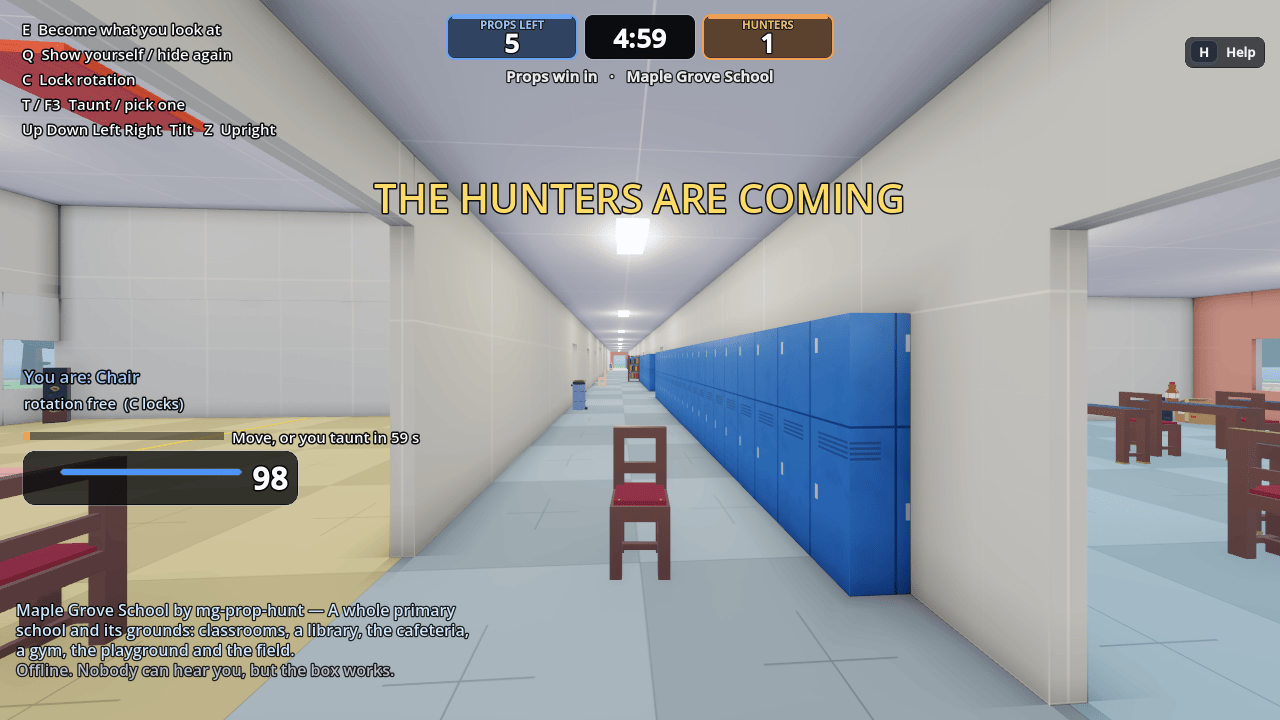 E Become what you look at
Q Show yourself / hide again
C Lock rotation
T / F3 Taunt / pick one
Up Down Left Right Tilt Z Upright
PROPS LEFT
5
4:59
HUNTERS
1
Props win in · Maple Grove School
H Help
THE HUNTERS ARE COMING
You are: Chair
rotation free (C locks)
Move, or you taunt in 59 s
98
Maple Grove School by mg-prop-hunt — A whole primary
school and its grounds: classrooms, a library, the cafeteria,
a gym, the playground and the field.
Offline. Nobody can hear you, but the box works.